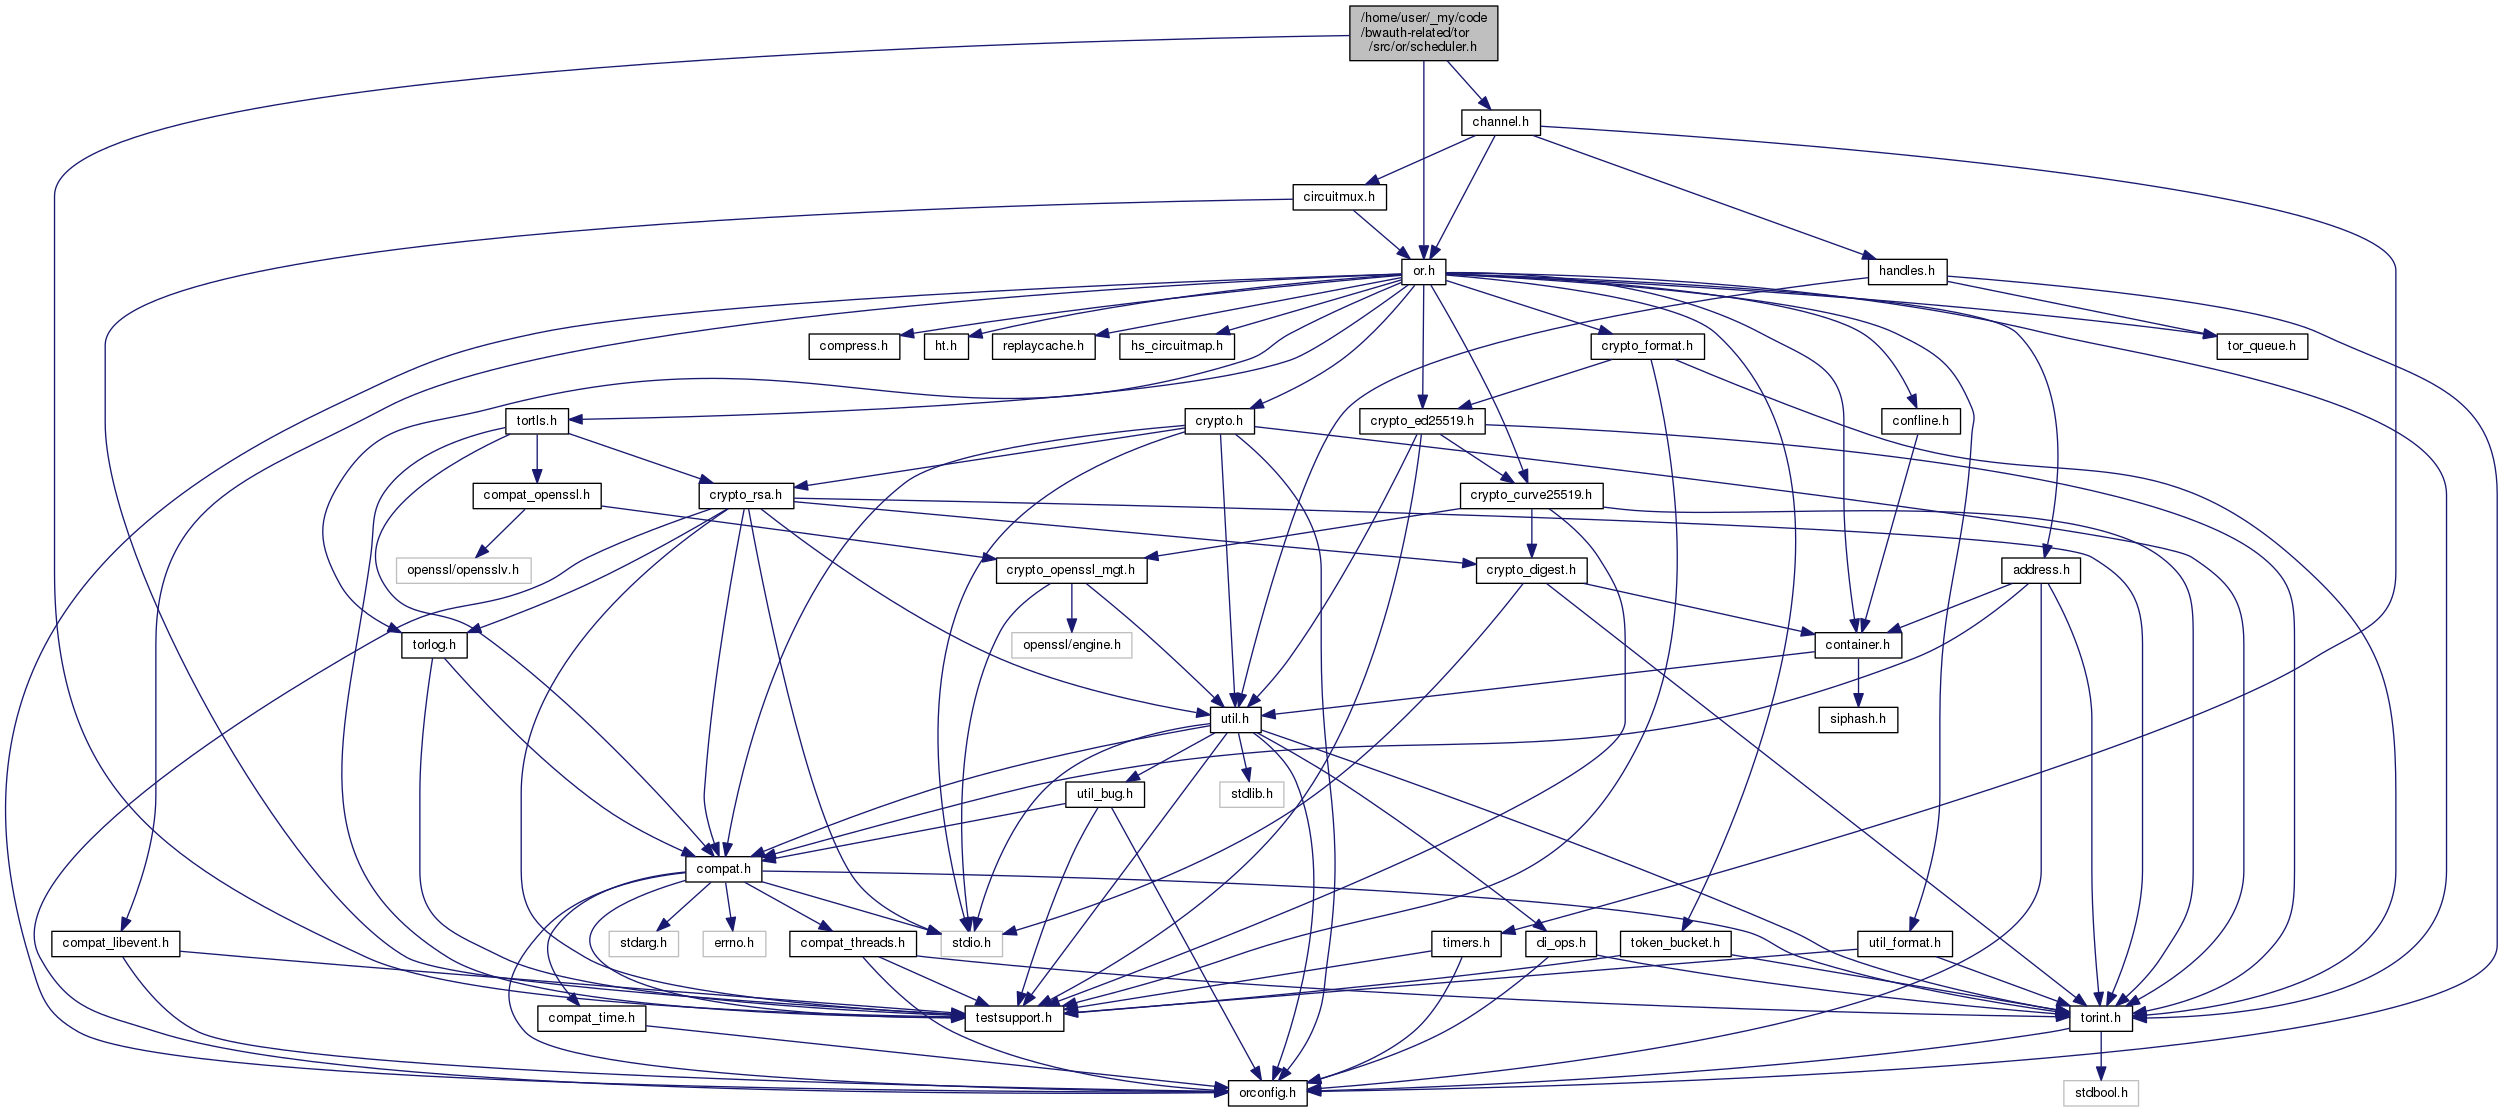 /home/user/_my/code
/bwauth-related/tor
/src/or/scheduler.h
channel.h
circuitmux.h
or.h
handles.h
compress.h
ht.h
replaycache.h
hs_circuitmap.h
crypto_format.h
tor_queue.h
tortls.h
crypto.h
crypto_ed25519.h
confline.h
compat_openssl.h
crypto_rsa.h
crypto_curve25519.h
openssl/opensslv.h
crypto_openssl_mgt.h
crypto_digest.h
address.h
torlog.h
openssl/engine.h
container.h
util.h
siphash.h
util_bug.h
stdlib.h
compat.h
compat_libevent.h
stdarg.h
errno.h
compat_threads.h
stdio.h
timers.h
di_ops.h
token_bucket.h
util_format.h
compat_time.h
testsupport.h
torint.h
orconfig.h
stdbool.h